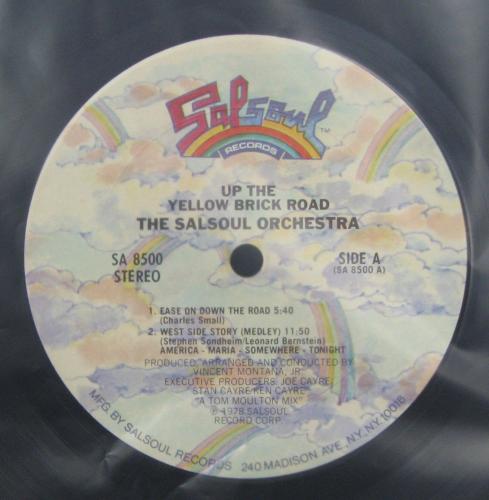 Salsoul
TM
RECORDS
UP THE
YELLOW BRICK ROAD
THE SALSOUL ORCHESTRA
SA 8500
STEREO
SIDE A
(SA 8500 A)
1. EASE ON DOWN THE ROAD 5:40
(Charles Small)
2. WEST SIDE STORY (MEDLEY) 11:50
(Stephen Sondheim/Leonard Bernstein)
AMERICA - MARIA - SOMEWHERE - TONIGHT
PRODUCED, ARRANGED AND CONDUCTED BY
VINCENT MONTANA, JR.
EXECUTIVE PRODUCERS: JOE CAYRE,
STAN CAYRE/KEN CAYRE
"A TOM MOULTON MIX"
℗ 1978 SALSOUL
RECORD CORP.
MFG. BY SALSOUL RECORDS 240 MADISON AVE, NY, NY. 10016